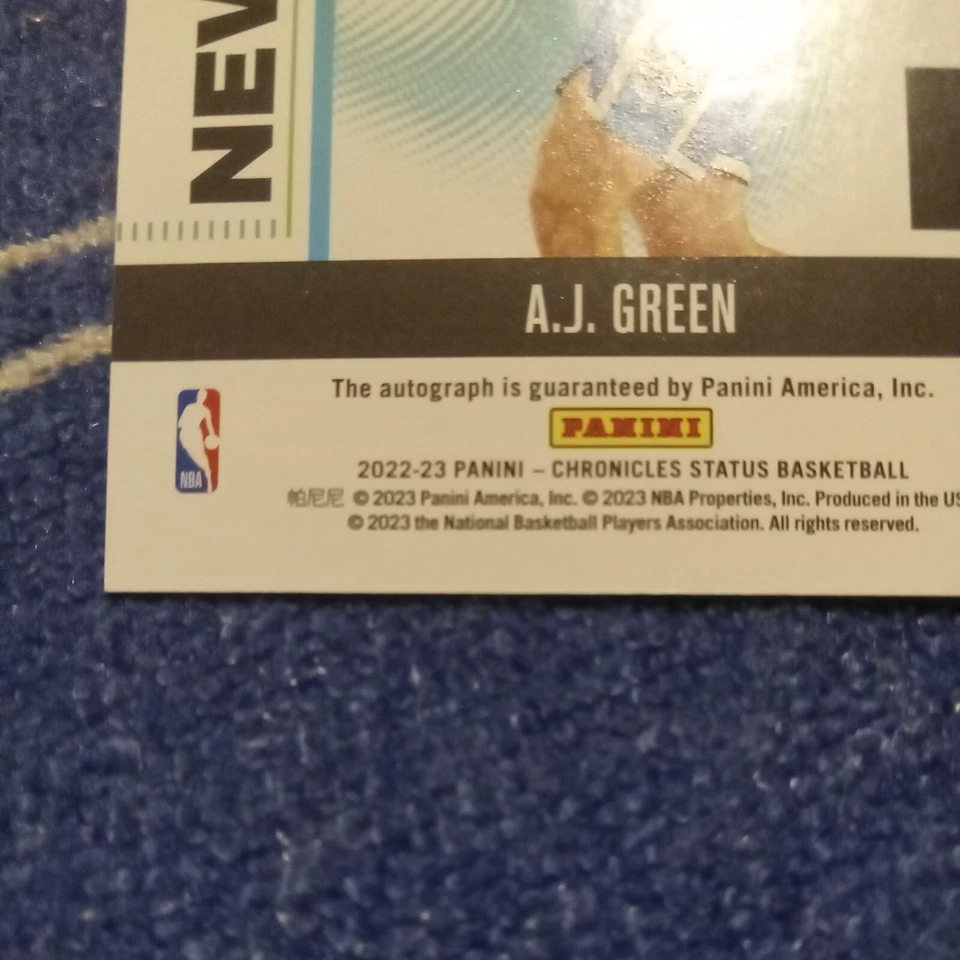 NEW
A.J. GREEN
The autograph is guaranteed by Panini America, Inc.
PANINI
NBA
2022-23 PANINI – CHRONICLES STATUS BASKETBALL
帕尼尼 © 2023 Panini America, Inc. © 2023 NBA Properties, Inc. Produced in the US
© 2023 the National Basketball Players Association. All rights reserved.